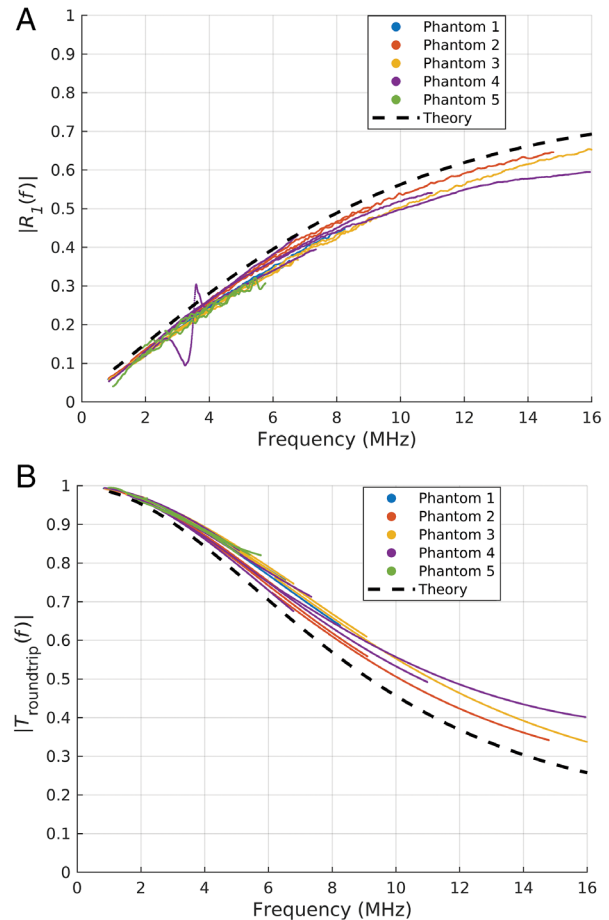 A
|R1(f)|
1
0.9
0.8
0.7
0.6
0.5
0.4
0.3
0.2
0.1
0
Phantom 1
Phantom 2
Phantom 3
Phantom 4
Phantom 5
Theory
0 2 4 6 8 10 12 14 16
Frequency (MHz)
B
|Troundtrip(f)|
1
0.9
0.8
0.7
0.6
0.5
0.4
0.3
0.2
0.1
0
Phantom 1
Phantom 2
Phantom 3
Phantom 4
Phantom 5
Theory
0 2 4 6 8 10 12 14 16
Frequency (MHz)